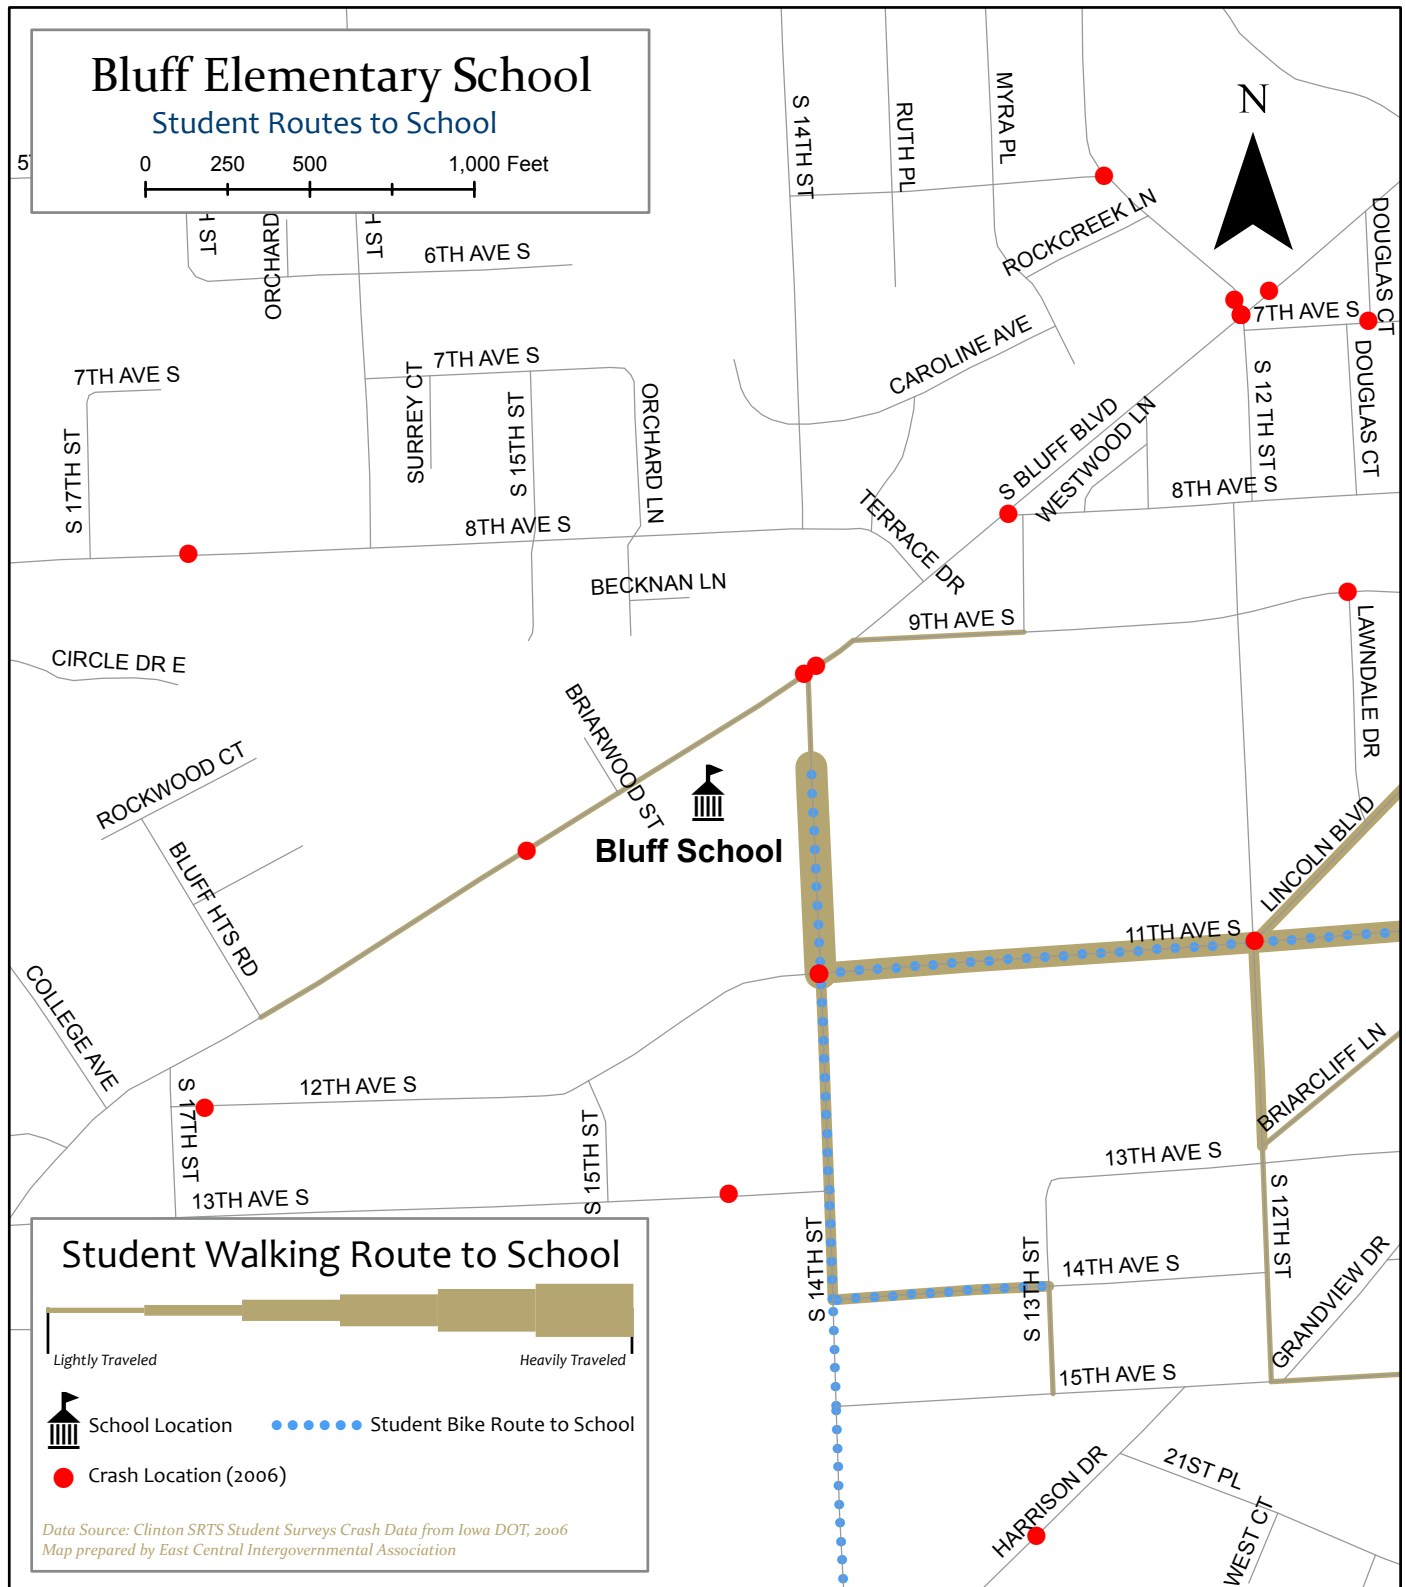 Bluff Elementary School
Student Routes to School
0 250 500 1,000 Feet
N
S 14TH ST
RUTH PL
MYRA PL
ROCKCREEK LN
DOUGLAS CT
7TH AVE S
ORCHARD
6TH AVE S
7TH AVE S
7TH AVE S
SURREY CT
S 15TH ST
ORCHARD LN
S 17TH ST
8TH AVE S
CAROLINE AVE
S BLUFF BLVD
WESTWOOD LN
S 12 TH ST
DOUGLAS CT
8TH AVE S
TERRACE DR
BECKNAN LN
9TH AVE S
LAWNDALE DR
CIRCLE DR E
BRIARWOOD ST
ROCKWOOD CT
BLUFF HTS RD
Bluff School
LINCOLN BLVD
11TH AVE S
COLLEGE AVE
BRIARCLIFF LN
S 17TH ST
12TH AVE S
S 15TH ST
13TH AVE S
13TH AVE S
S 12TH ST
S 14TH ST
S 13TH ST
14TH AVE S
GRANDVIEW DR
15TH AVE S
HARRISON DR
21ST PL
WEST CT
Student Walking Route to School
Lightly Traveled Heavily Traveled
School Location Student Bike Route to School
Crash Location (2006)
Data Source: Clinton SRTS Student Surveys Crash Data from Iowa DOT, 2006
Map prepared by East Central Intergovernmental Association